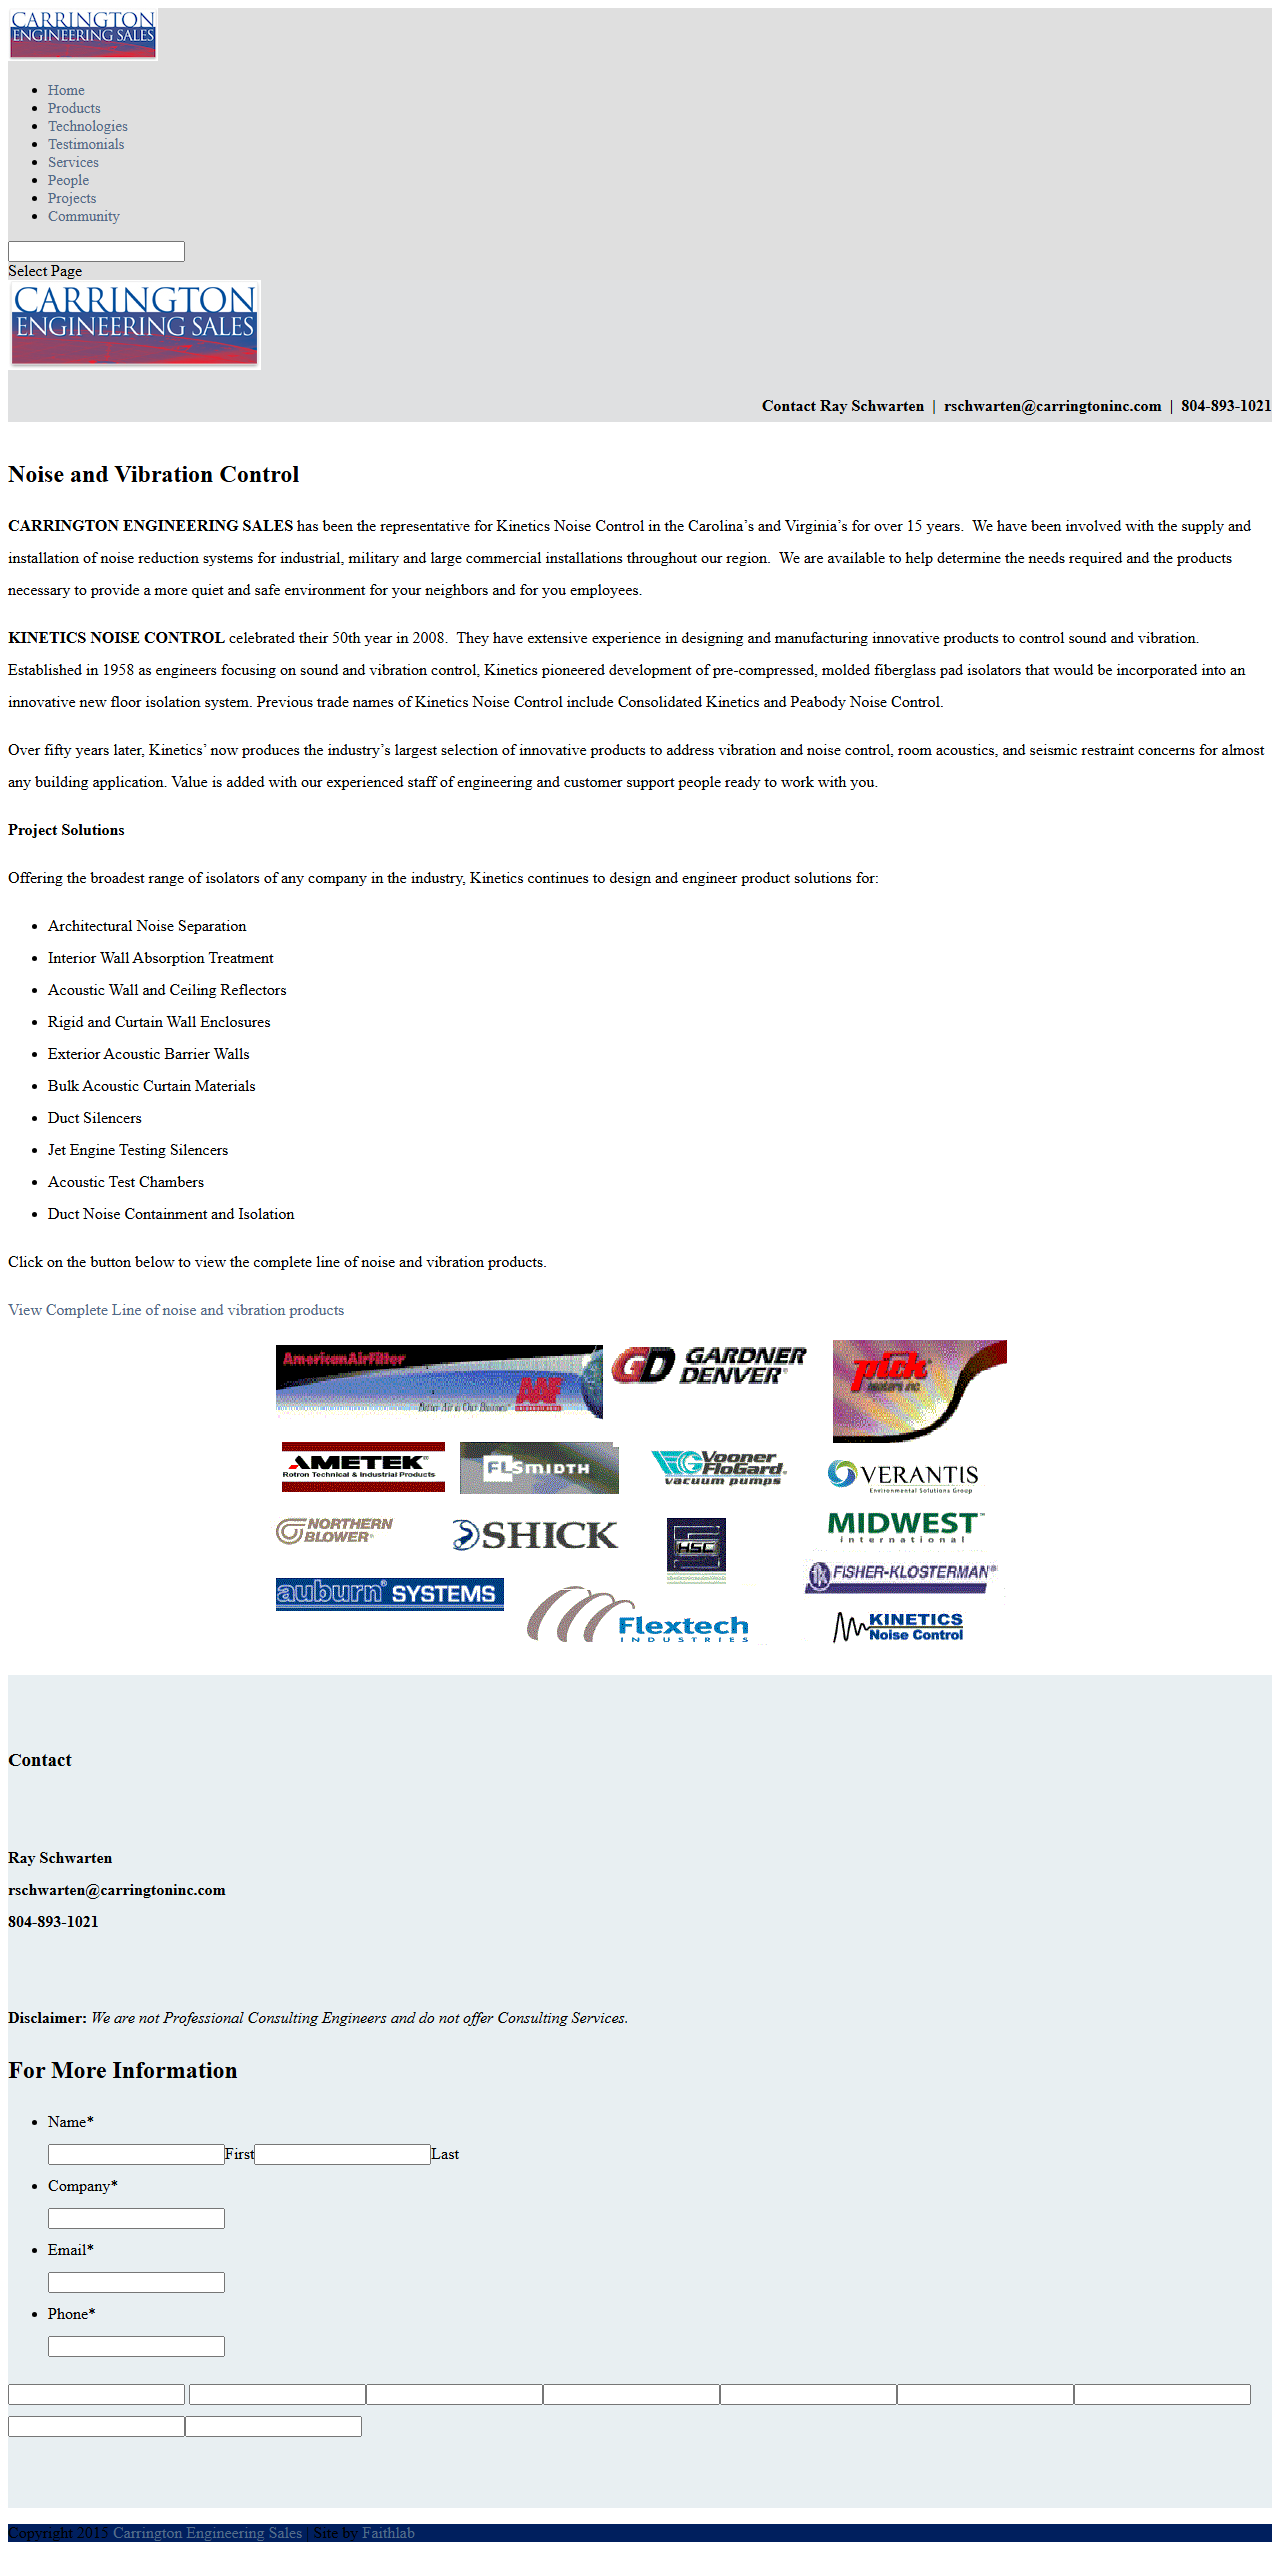 CARRINGTON
ENGINEERING SALES
Home
Products
Technologies
Testimonials
Services
People
Projects
Community
Select Page
CARRINGTON
ENGINEERING SALES
Contact Ray Schwarten | rschwarten@carringtoninc.com | 804-893-1021
Noise and Vibration Control
CARRINGTON ENGINEERING SALES has been the representative for Kinetics Noise Control in the Carolina’s and Virginia’s for over 15 years. We have been involved with the supply and
installation of noise reduction systems for industrial, military and large commercial installations throughout our region. We are available to help determine the needs required and the products
necessary to provide a more quiet and safe environment for your neighbors and for you employees.
KINETICS NOISE CONTROL celebrated their 50th year in 2008. They have extensive experience in designing and manufacturing innovative products to control sound and vibration.
Established in 1958 as engineers focusing on sound and vibration control, Kinetics pioneered development of pre-compressed, molded fiberglass pad isolators that would be incorporated into an
innovative new floor isolation system. Previous trade names of Kinetics Noise Control include Consolidated Kinetics and Peabody Noise Control.
Over fifty years later, Kinetics’ now produces the industry’s largest selection of innovative products to address vibration and noise control, room acoustics, and seismic restraint concerns for almost
any building application. Value is added with our experienced staff of engineering and customer support people ready to work with you.
Project Solutions
Offering the broadest range of isolators of any company in the industry, Kinetics continues to design and engineer product solutions for:
Architectural Noise Separation
Interior Wall Absorption Treatment
Acoustic Wall and Ceiling Reflectors
Rigid and Curtain Wall Enclosures
Exterior Acoustic Barrier Walls
Bulk Acoustic Curtain Materials
Duct Silencers
Jet Engine Testing Silencers
Acoustic Test Chambers
Duct Noise Containment and Isolation
Click on the button below to view the complete line of noise and vibration products.
View Complete Line of noise and vibration products
AmericanAirFilter
Better Air is Our Business®
AAF
GD GARDNER DENVER®
pick
AMETEK®
Rotron Technical & Industrial Products
FLSMIDTH
Vooner FloGard™
vacuum pumps
VERANTIS
Environmental Solutions Group
NORTHERN BLOWER®
SHICK
HSC
MIDWEST™
international
FISHER-KLOSTERMAN®
auburn® SYSTEMS
Flextech
INDUSTRIES
KINETICS
Noise Control
Contact
Ray Schwarten
rschwarten@carringtoninc.com
804-893-1021
Disclaimer: We are not Professional Consulting Engineers and do not offer Consulting Services.
For More Information
Name*
First Last
Company*
Email*
Phone*
Copyright 2015 Carrington Engineering Sales | Site by Faithlab